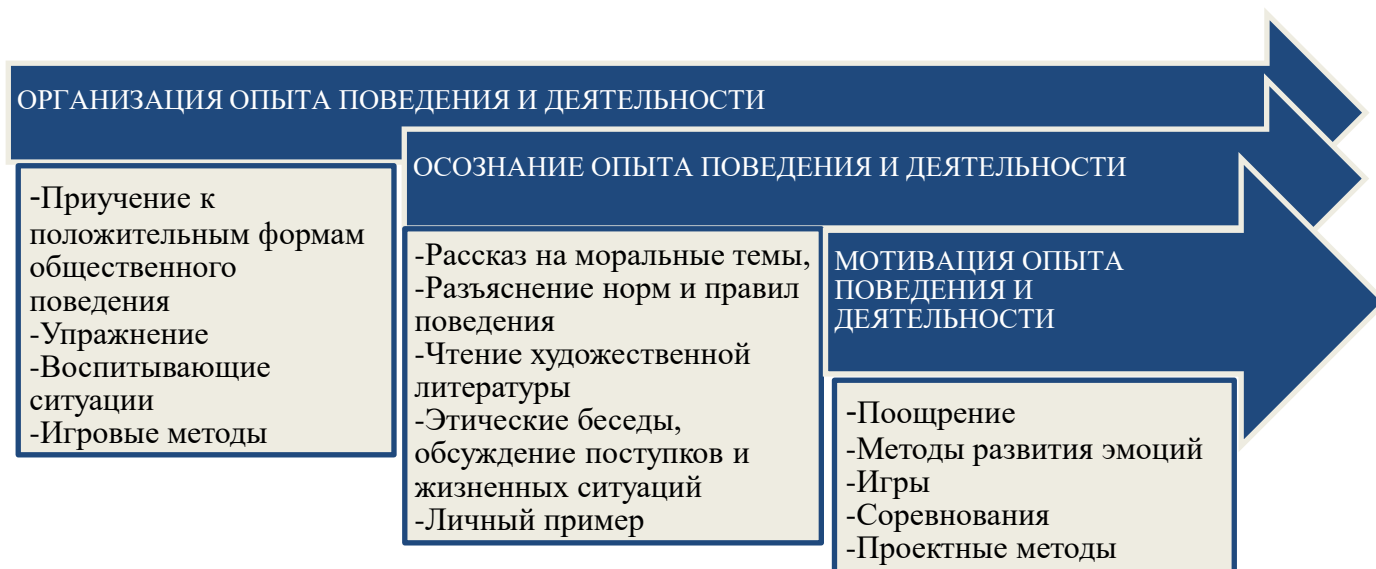 ОРГАНИЗАЦИЯ ОПЫТА ПОВЕДЕНИЯ И ДЕЯТЕЛЬНОСТИ
-Приучение к
положительным формам
общественного
поведения
-Упражнение
-Воспитывающие
ситуации
-Игровые методы
ОСОЗНАНИЕ ОПЫТА ПОВЕДЕНИЯ И ДЕЯТЕЛЬНОСТИ
-Рассказ на моральные темы,
-Разъяснение норм и правил
поведения
-Чтение художественной
литературы
-Этические беседы,
обсуждение поступков и
жизненных ситуаций
-Личный пример
МОТИВАЦИЯ ОПЫТА
ПОВЕДЕНИЯ И
ДЕЯТЕЛЬНОСТИ
-Поощрение
-Методы развития эмоций
-Игры
-Соревнования
-Проектные методы